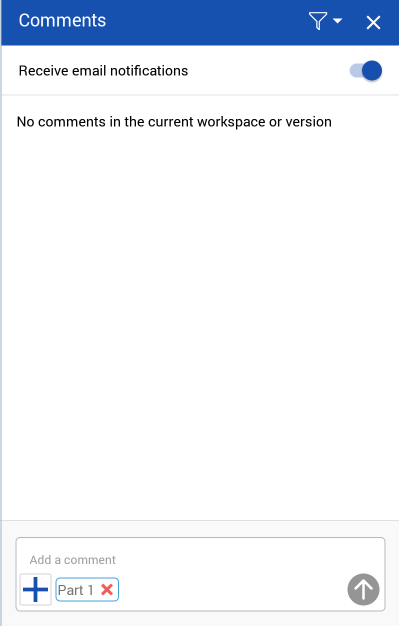 Comments
Receive email notifications
No comments in the current workspace or version
Add a comment
Part 1